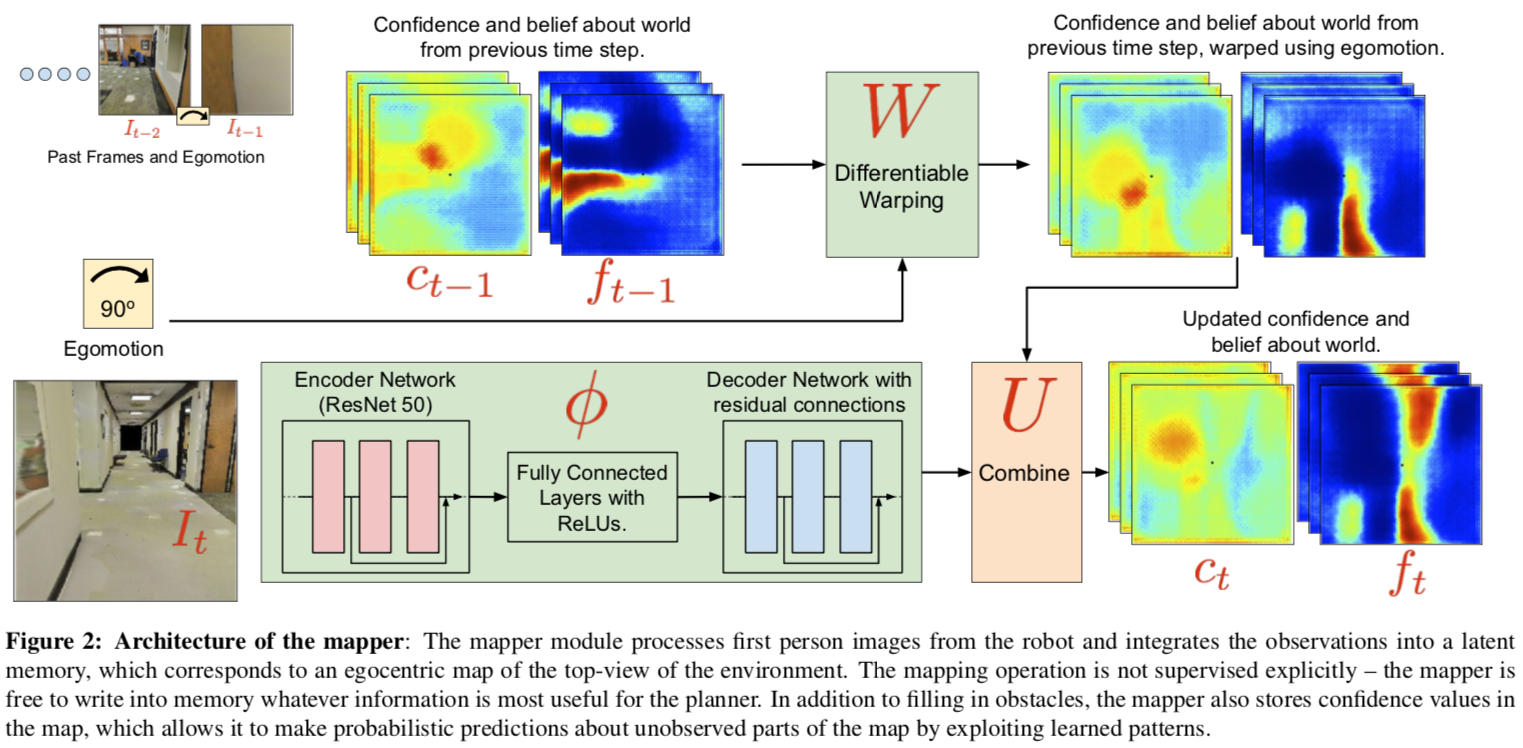 Confidence and belief about world
from previous time step.
Confidence and belief about world from
previous time step, warped using egomotion.
I_{t-2}
I_{t-1}
Past Frames and Egomotion
W
Differentiable
Warping
c_{t-1}
f_{t-1}
90º
Egomotion
Updated confidence and
belief about world.
I_t
Encoder Network
(ResNet 50)
ϕ
Decoder Network with
residual connections
Fully Connected
Layers with
ReLUs.
U
Combine
c_t
f_t
Figure 2: Architecture of the mapper: The mapper module processes first person images from the robot and integrates the observations into a latent
memory, which corresponds to an egocentric map of the top-view of the environment. The mapping operation is not supervised explicitly – the mapper is
free to write into memory whatever information is most useful for the planner. In addition to filling in obstacles, the mapper also stores confidence values in
the map, which allows it to make probabilistic predictions about unobserved parts of the map by exploiting learned patterns.